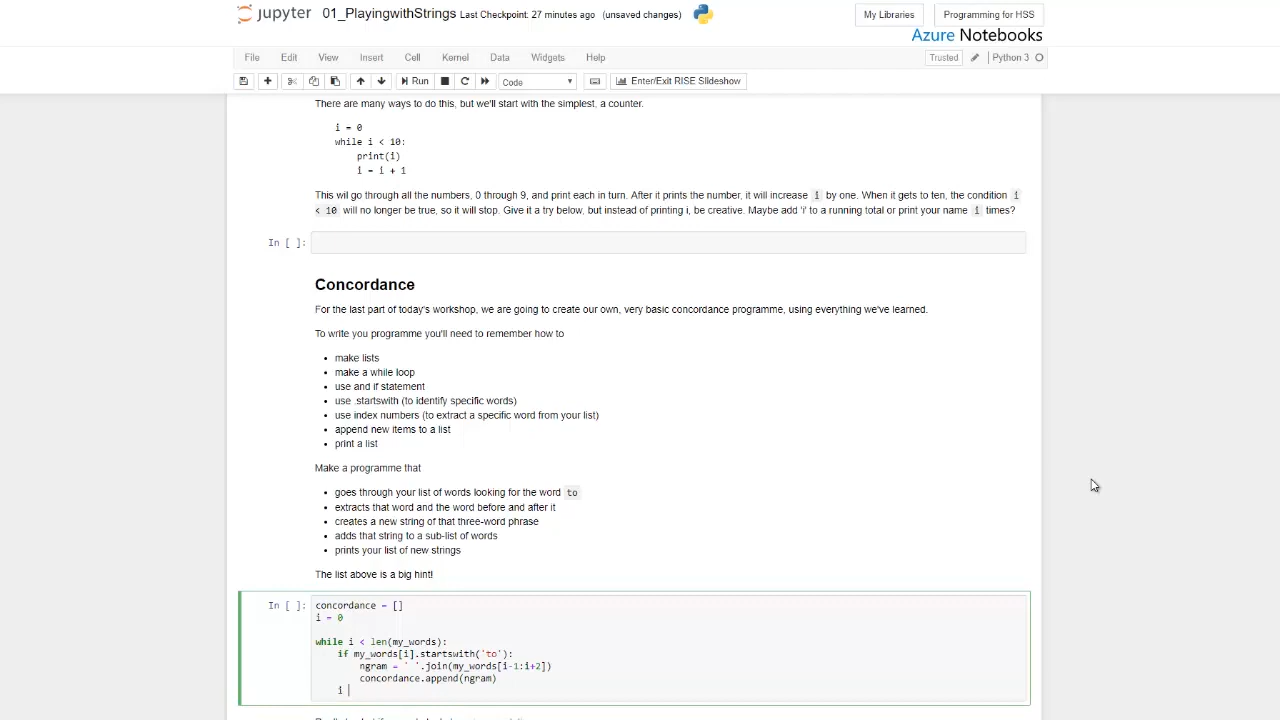 jupyter 01_PlayingwithStrings Last Checkpoint: 27 minutes ago (unsaved changes)
My Libraries Programming for HSS
Azure Notebooks
File Edit View Insert Cell Kernel Data Widgets Help Trusted Python 3
Run Code Enter/Exit RISE Slideshow
There are many ways to do this, but we'll start with the simplest, a counter.
i = 0
while i < 10:
print(i)
i = i + 1
This wil go through all the numbers, 0 through 9, and print each in turn. After it prints the number, it will increase i by one. When it gets to ten, the condition i
< 10 will no longer be true, so it will stop. Give it a try below, but instead of printing i, be creative. Maybe add 'i' to a running total or print your name i times?
In [ ]:
Concordance
For the last part of today's workshop, we are going to create our own, very basic concordance programme, using everything we've learned.
To write you programme you'll need to remember how to
• make lists
• make a while loop
• use and if statement
• use .startswith (to identify specific words)
• use index numbers (to extract a specific word from your list)
• append new items to a list
• print a list
Make a programme that
• goes through your list of words looking for the word to
• extracts that word and the word before and after it
• creates a new string of that three-word phrase
• adds that string to a sub-list of words
• prints your list of new strings
The list above is a big hint!
In [ ]: concordance = []
i = 0
while i < len(my_words):
if my_words[i].startswith('to'):
ngram = ' '.join(my_words[i-1:i+2])
concordance.append(ngram)
i